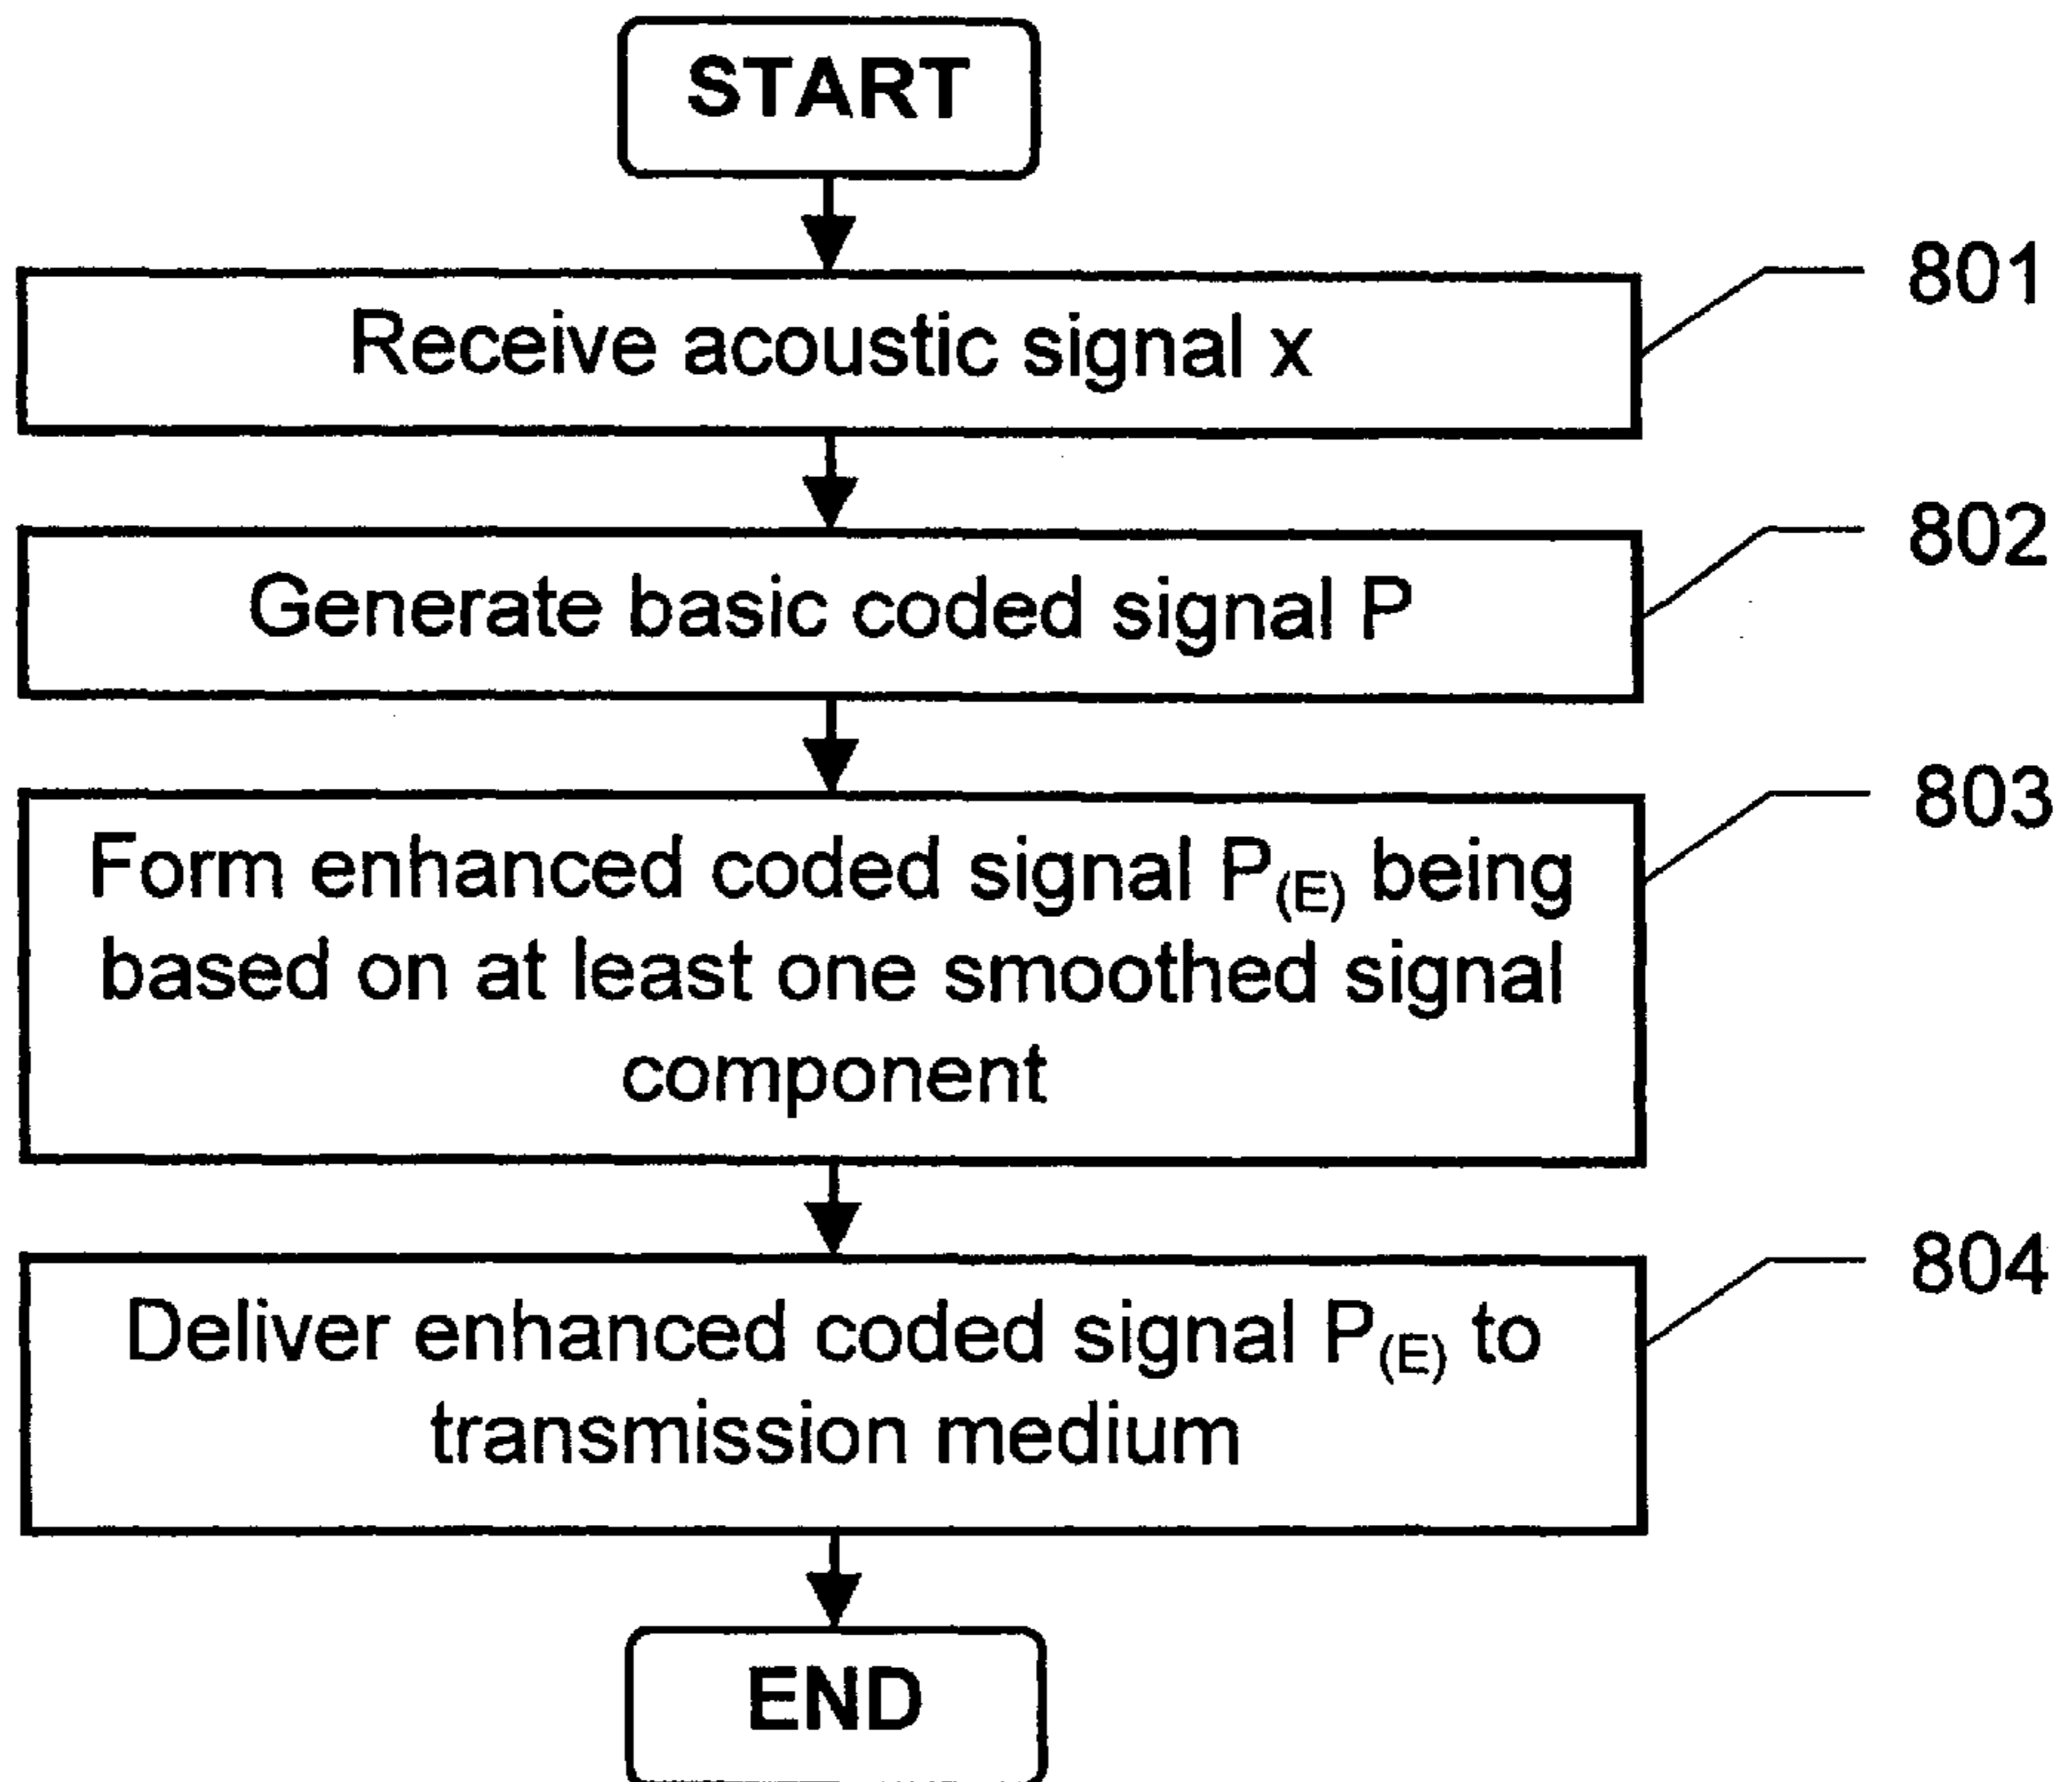 START
801
Receive acoustic signal x
802
Generate basic coded signal P
803
Form enhanced coded signal P(E) being
based on at least one smoothed signal
component
804
Deliver enhanced coded signal P(E) to
transmission medium
END